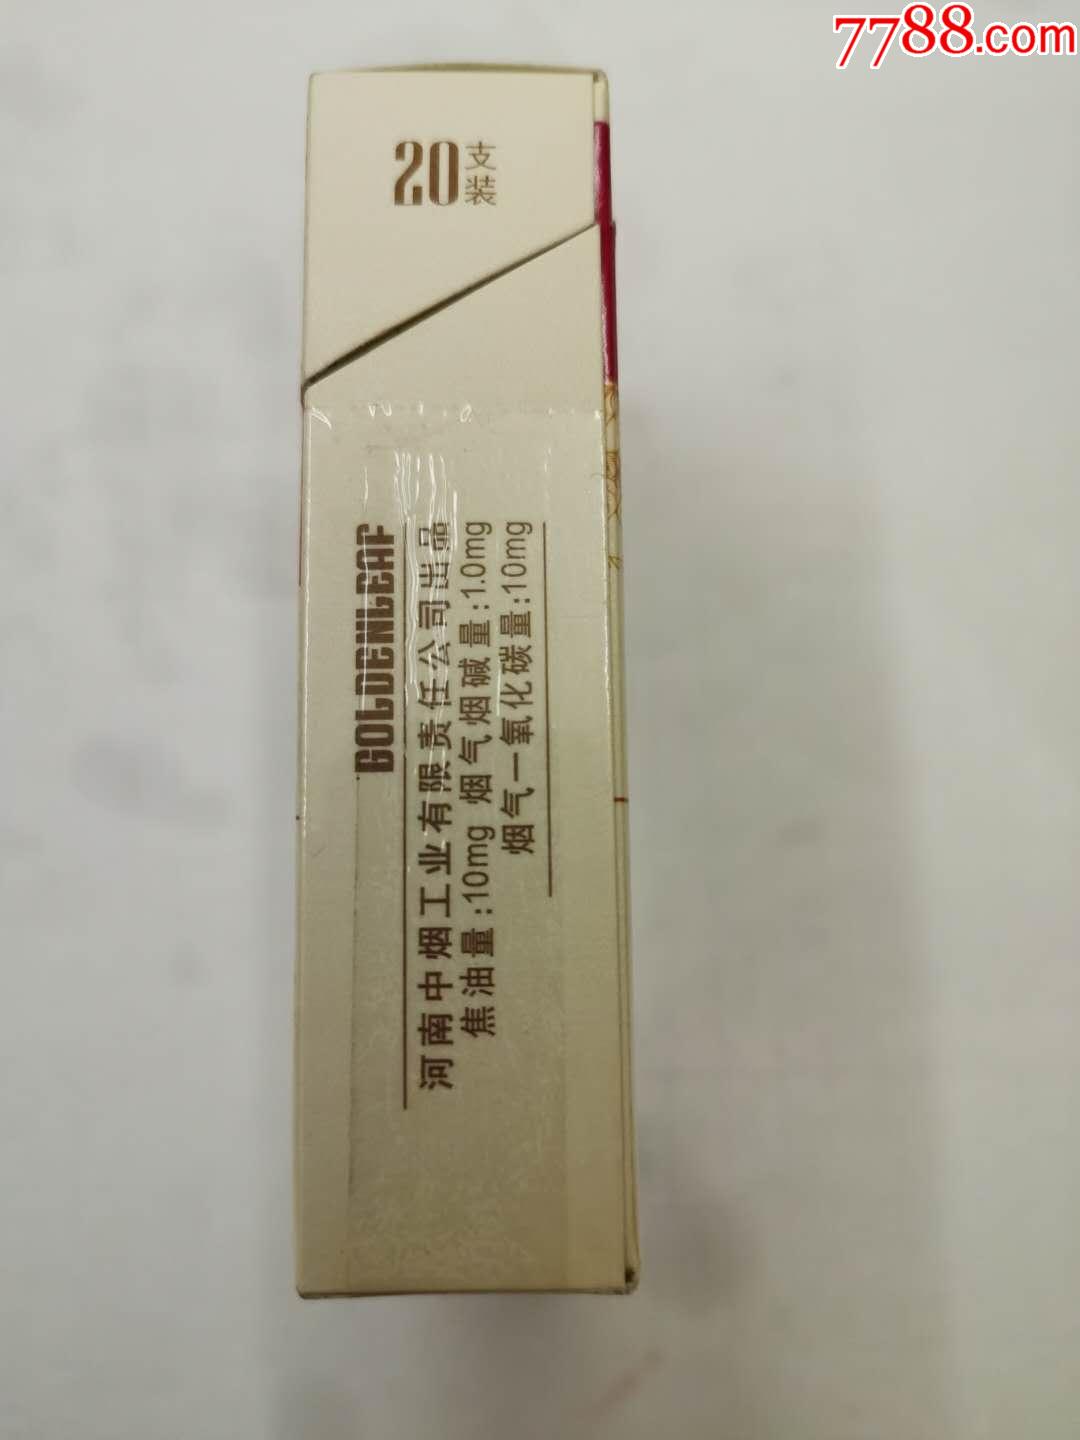 7788.com
20支装
GOLDENLEAF
河南中烟工业有限责任公司出品
焦油量:10mg 烟气烟碱量:1.0mg
烟气一氧化碳量:10mg